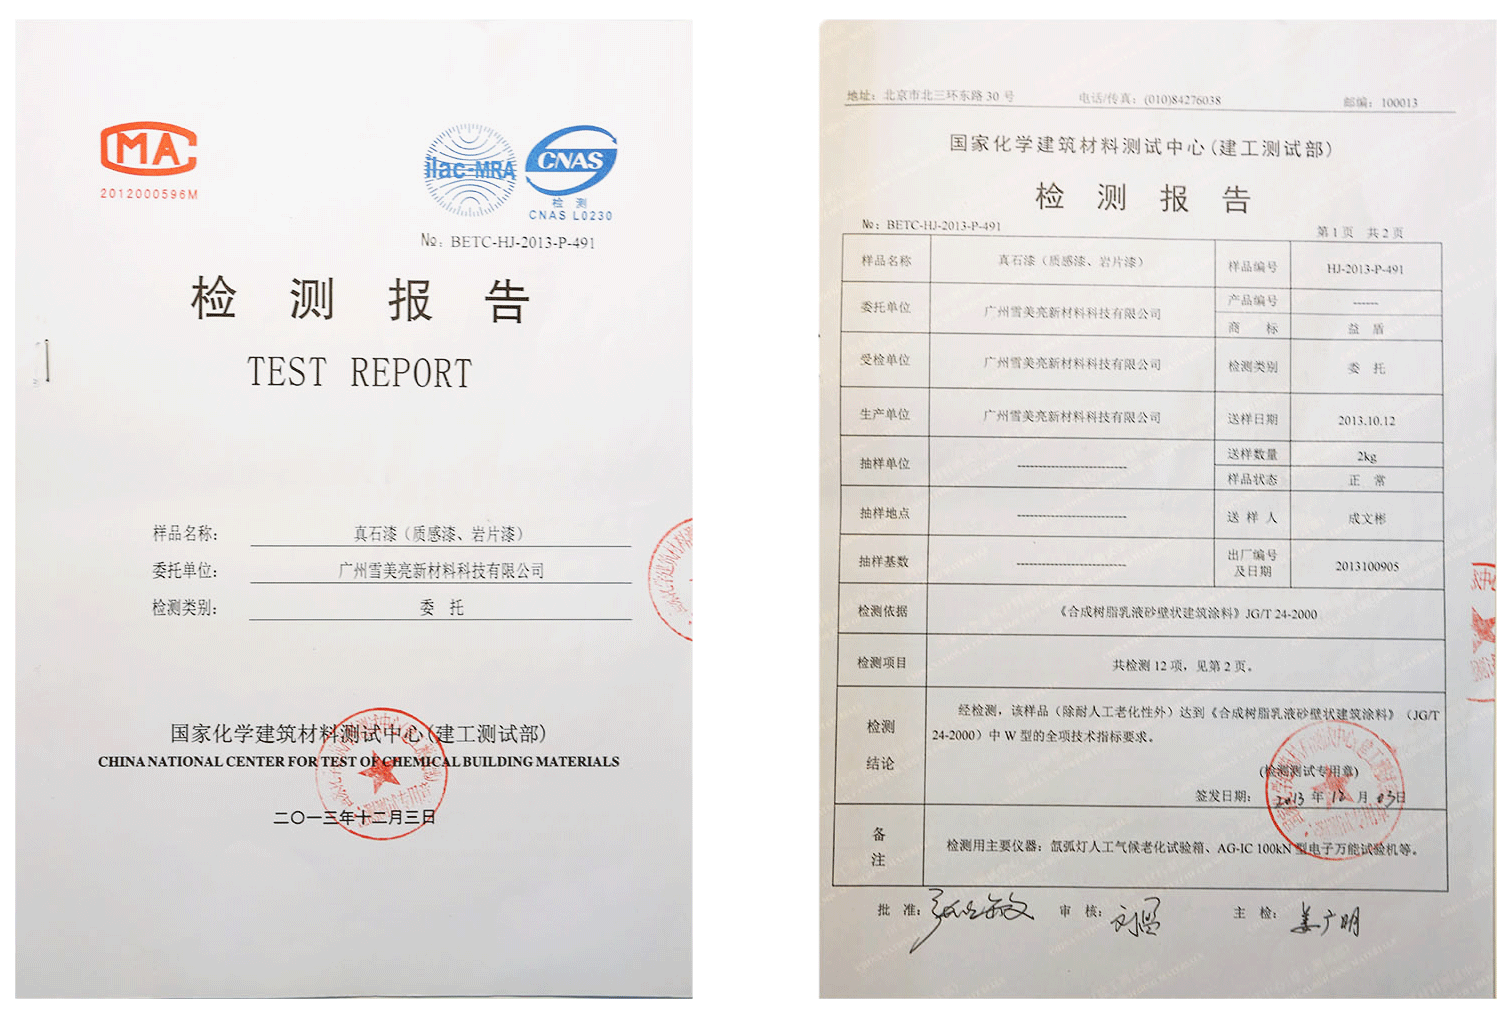 CMA
2012000596M
ilac-MRA
CNAS
检 测
CNAS L0230
№: BETC-HJ-2013-P-491
检 测 报 告
TEST REPORT
样品名称: 真石漆（质感漆、岩片漆）
委托单位: 广州雪美亮新材料科技有限公司
检测类别: 委 托
国家化学建筑材料测试中心(建工测试部)
CHINA NATIONAL CENTER FOR TEST OF CHEMICAL BUILDING MATERIALS
二〇一三年十二月三日
地址: 北京市北三环东路 30 号 电话/传真: (010)84276038 邮编: 100013
国家化学建筑材料测试中心(建工测试部)
检 测 报 告
№: BETC-HJ-2013-P-491 第 1 页 共 2 页
样品名称 真石漆（质感漆、岩片漆） 样品编号 HJ-2013-P-491
委托单位 广州雪美亮新材料科技有限公司 产品编号 ------
商 标 益 盾
受检单位 广州雪美亮新材料科技有限公司 检测类别 委 托
生产单位 广州雪美亮新材料科技有限公司 送样日期 2013.10.12
抽样单位 ------------------------- 送样数量 2kg
样品状态 正 常
抽样地点 ------------------------- 送 样 人 成文彬
抽样基数 ------------------------- 出厂编号及日期 2013100905
检测依据 《合成树脂乳液砂壁状建筑涂料》JG/T 24-2000
检测项目 共检测 12 项，见第 2 页。
检测结论 经检测，该样品（除耐人工老化性外）达到《合成树脂乳液砂壁状建筑涂料》（JG/T
24-2000）中 W 型的全项技术指标要求。
(检测测试专用章)
签发日期: 2013 年 12 月 03 日
备注 检测用主要仪器：氙弧灯人工气候老化试验箱、AG-IC 100kN 型电子万能试验机等。
批 准: 审 核: 主 检: 姜广明